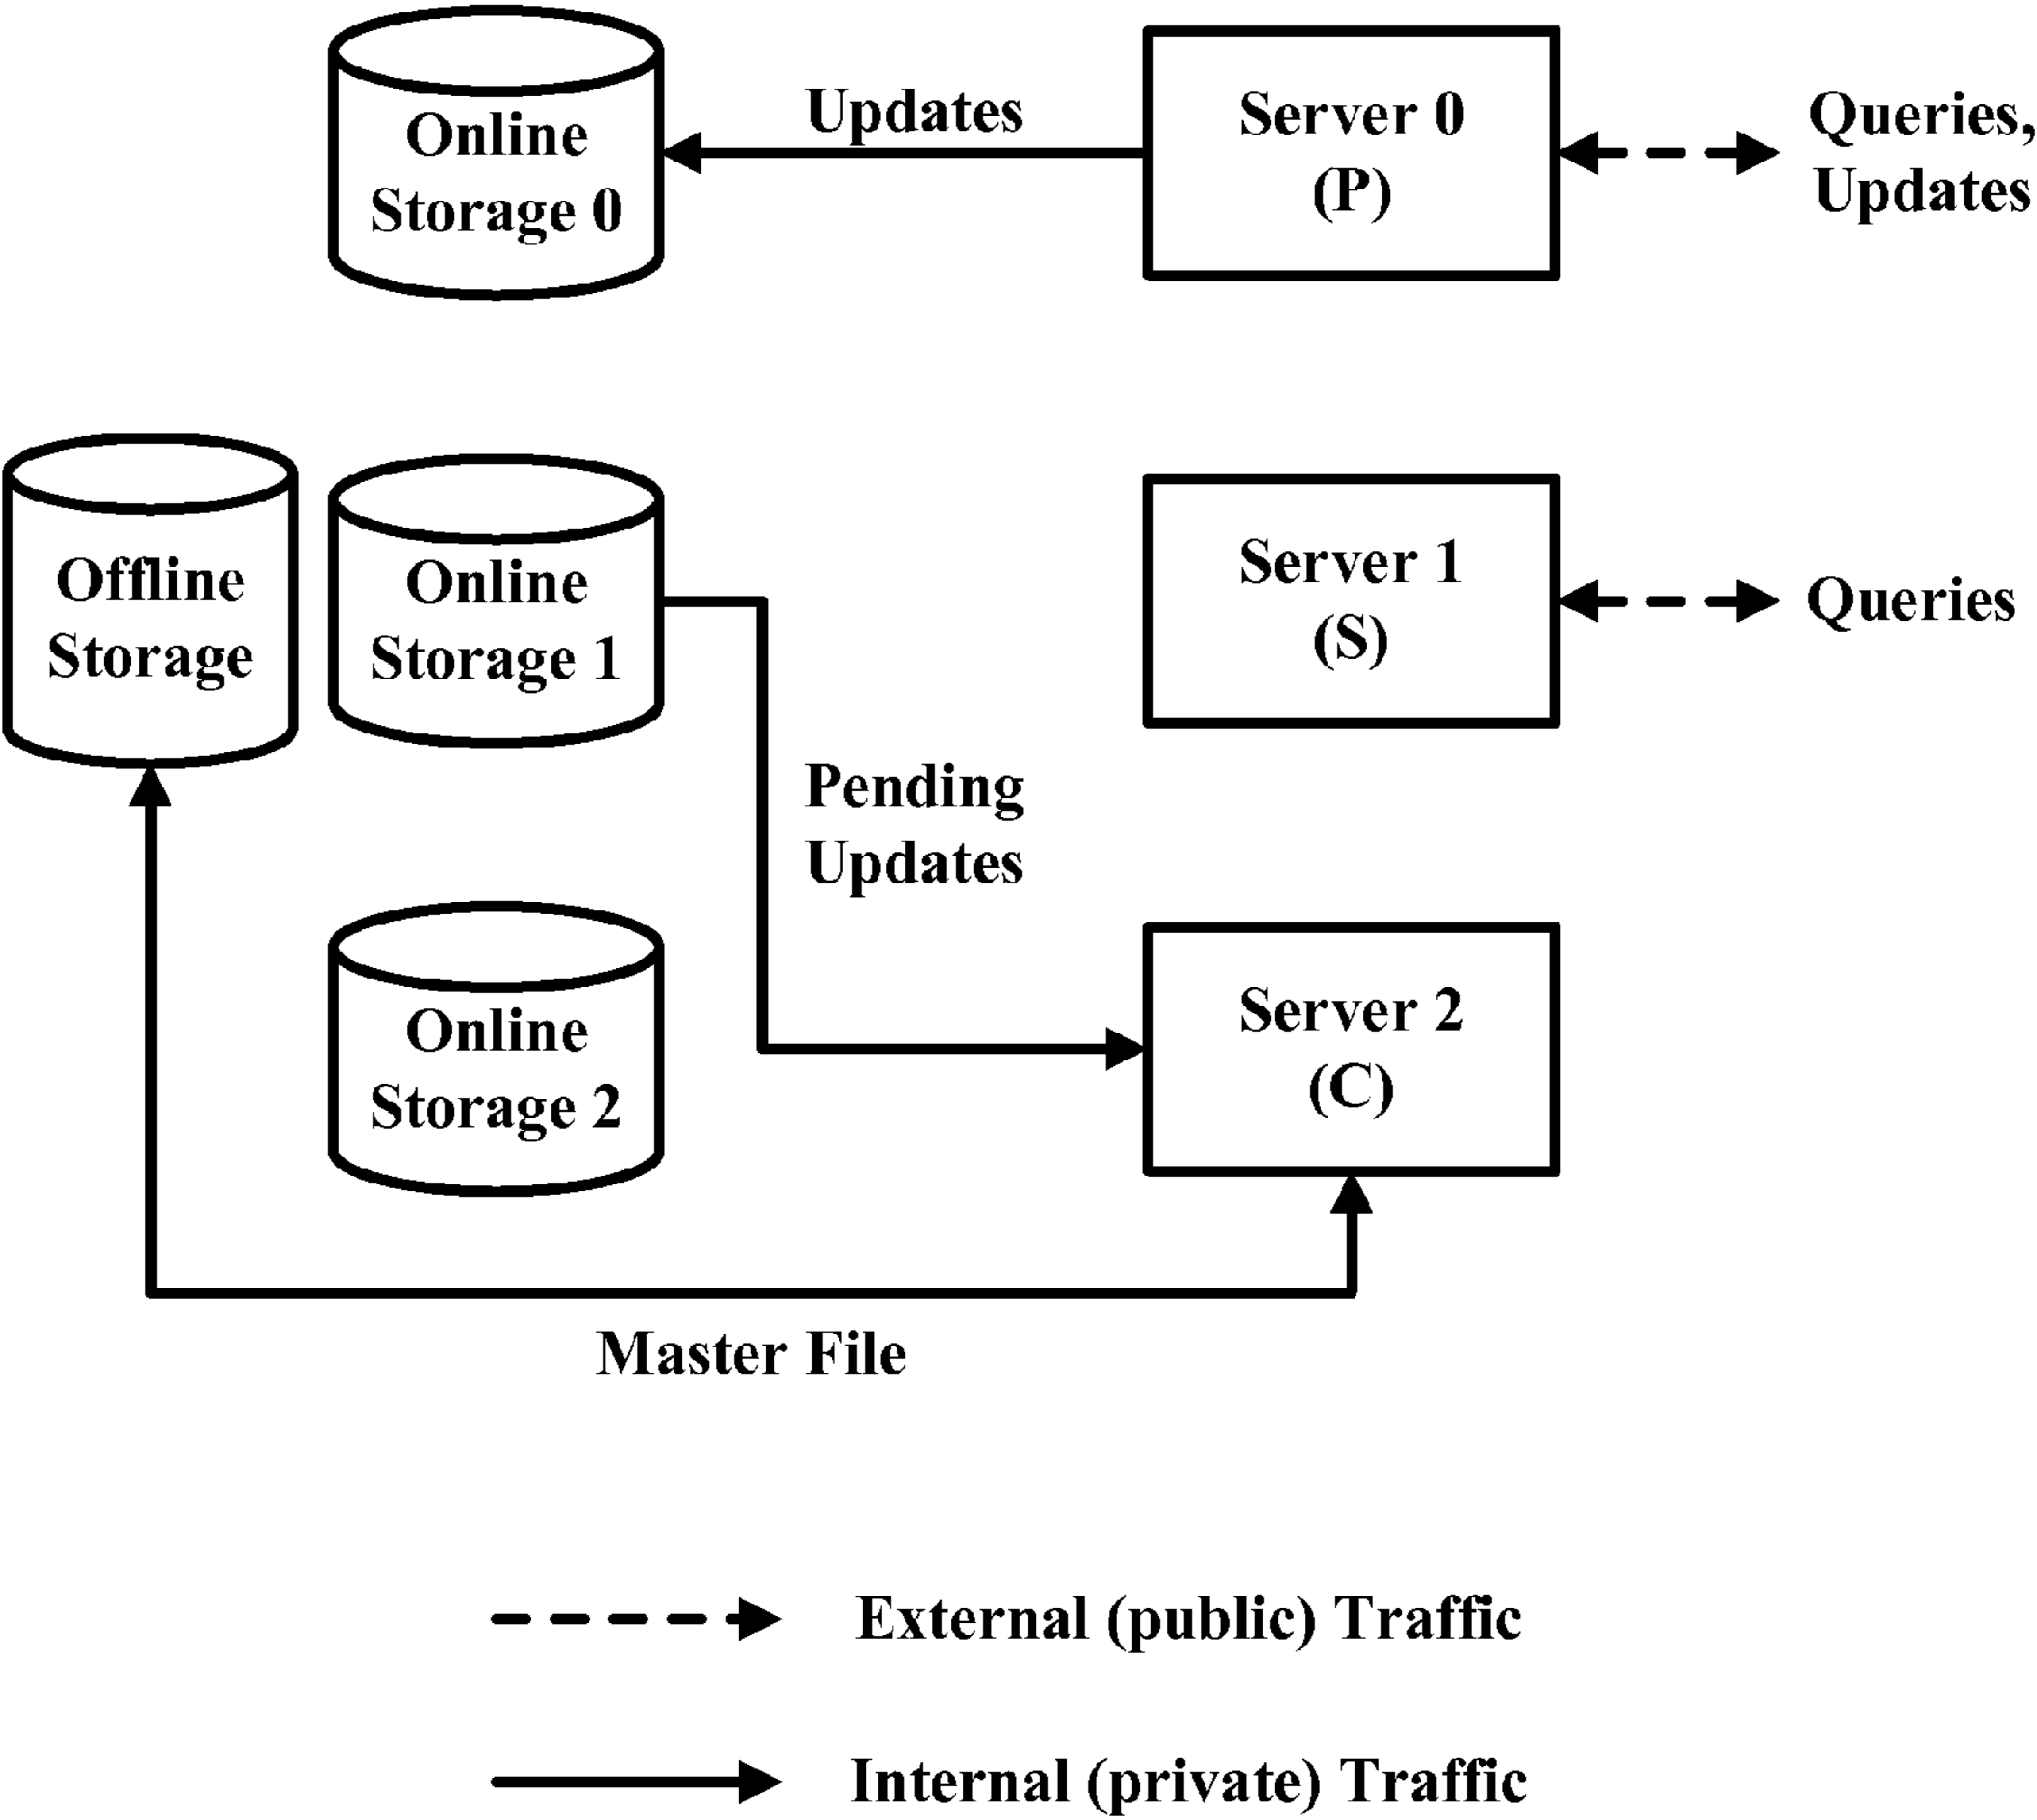 Online
Storage 0
Updates
Server 0
(P)
Queries,
Updates
Offline
Storage
Online
Storage 1
Server 1
(S)
Queries
Pending
Updates
Online
Storage 2
Server 2
(C)
Master File
External (public) Traffic
Internal (private) Traffic